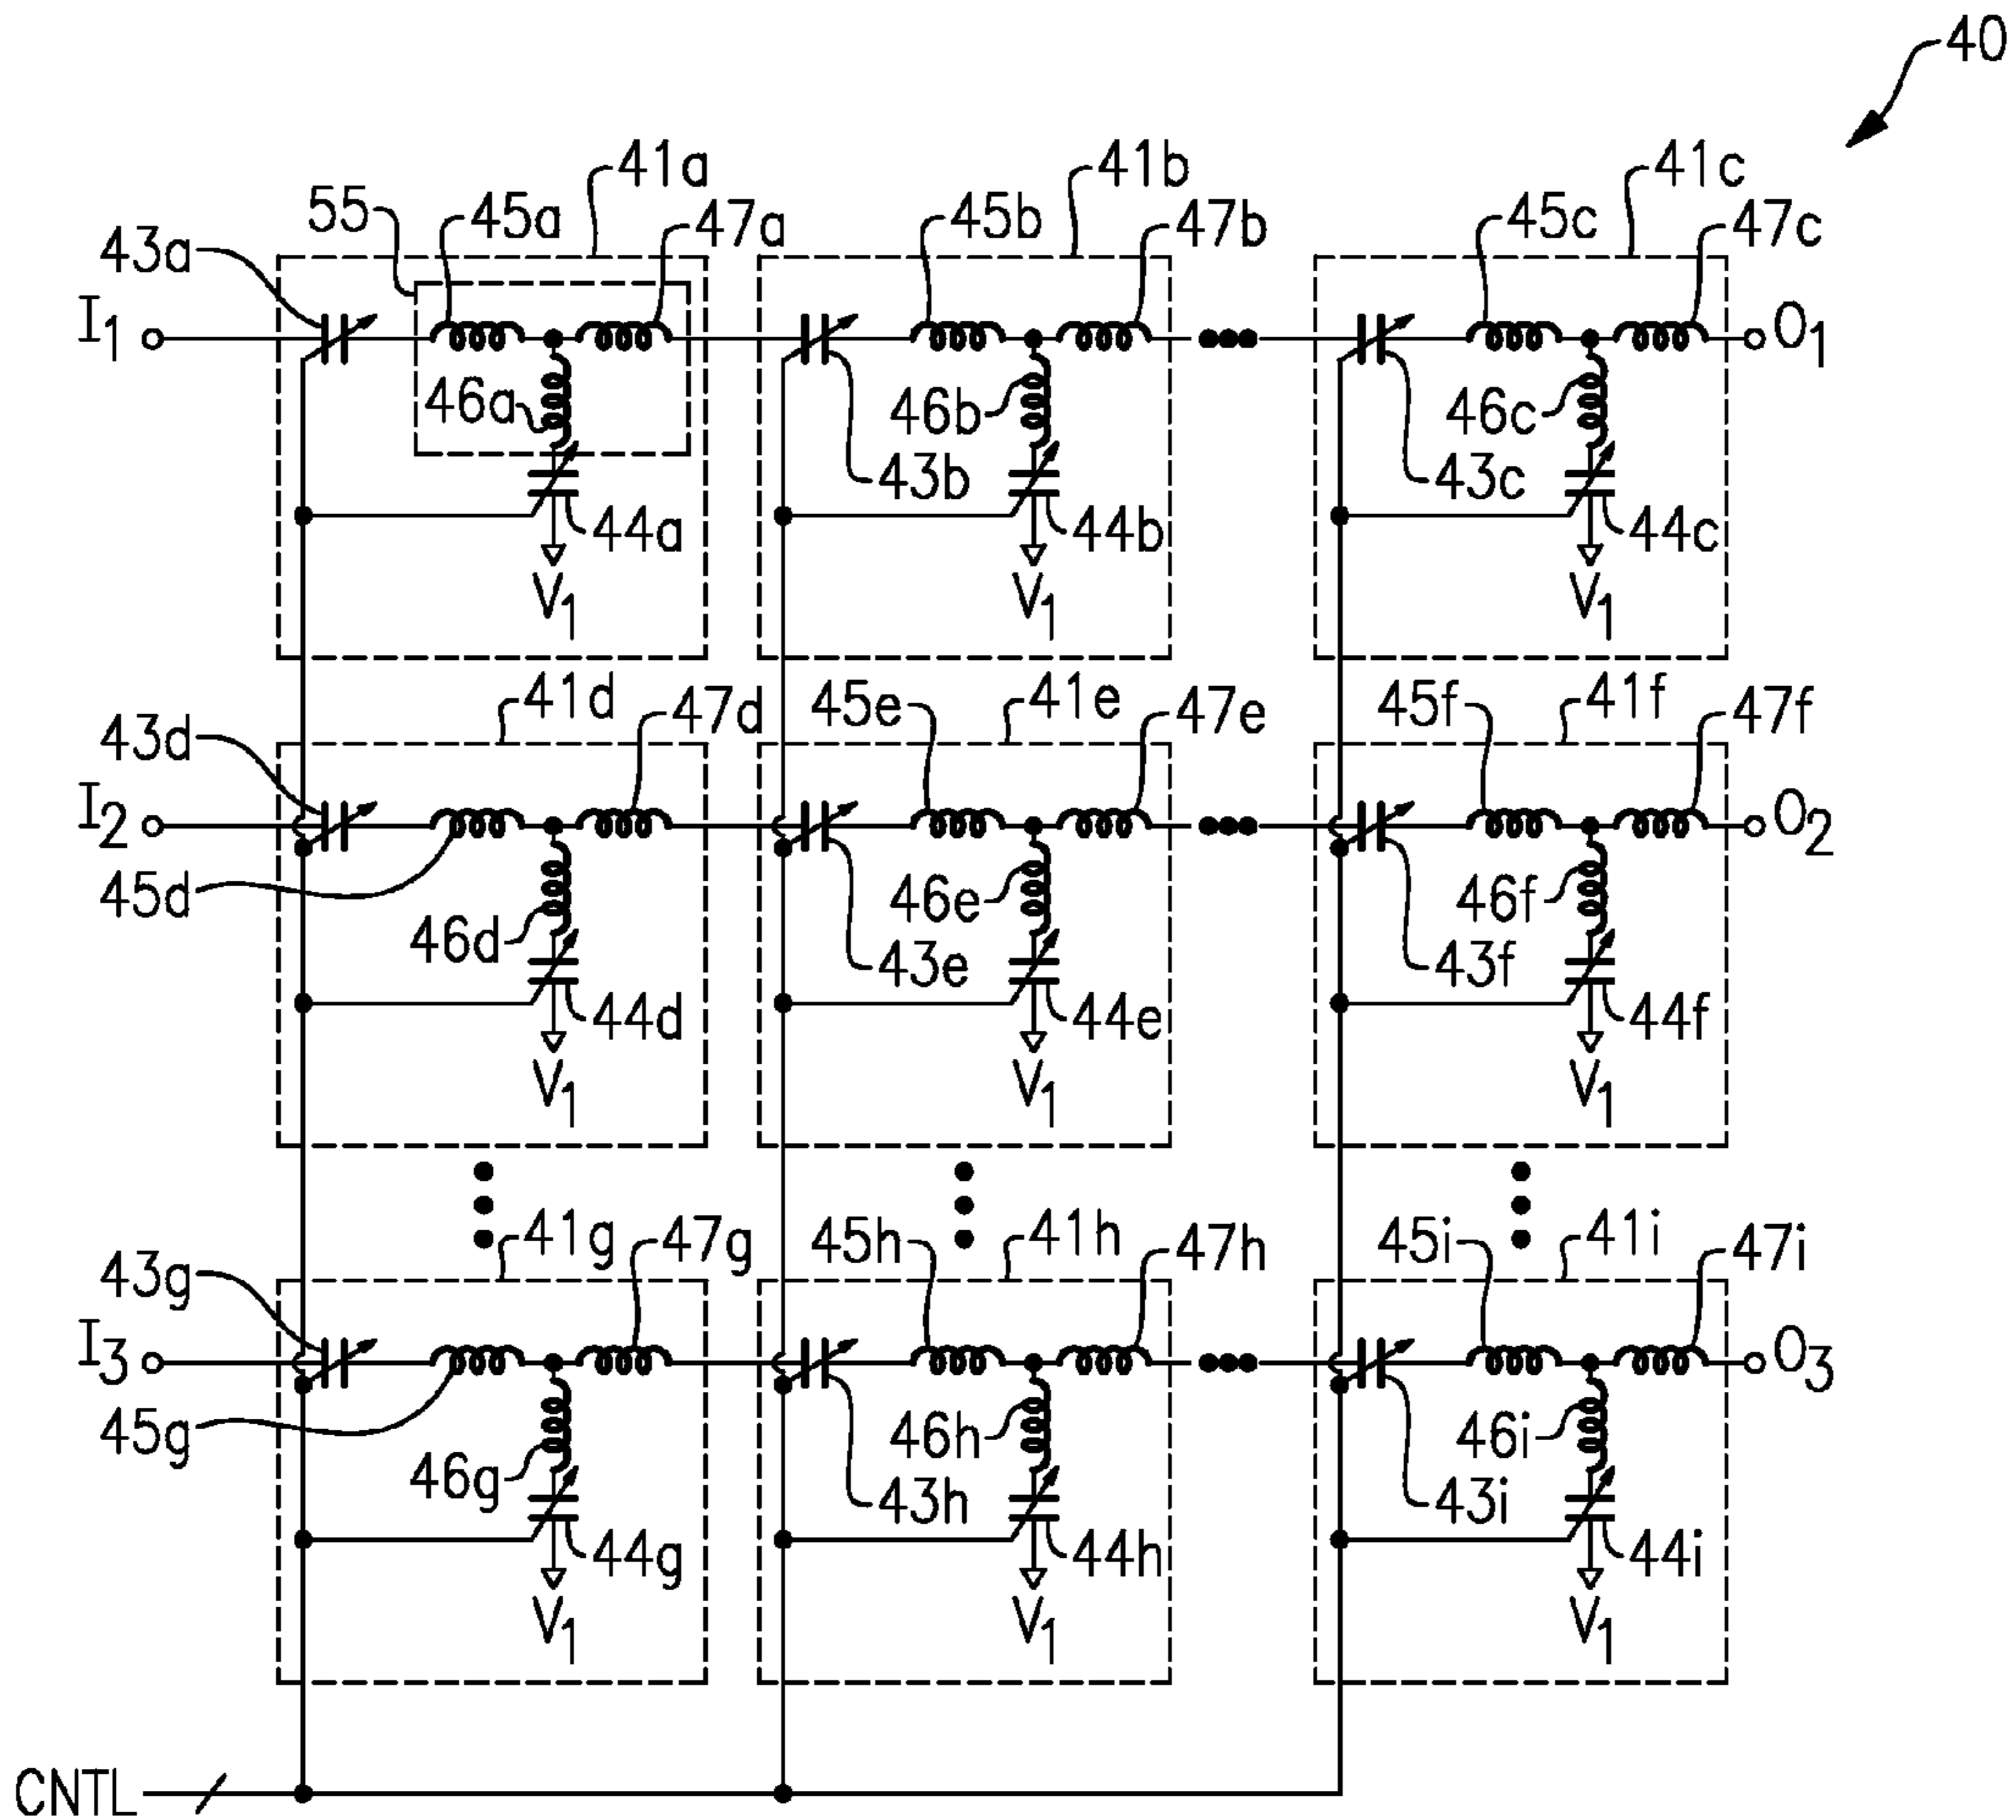 40
41a
41b
41c
55
45a
47a
45b
47b
45c
47c
43a
I1
O1
46a
46b
46c
43b
43c
44a
44b
44c
V1
V1
V1
41d
47d
45e
41e
47e
45f
41f
47f
43d
I2
O2
45d
46d
46e
46f
43e
43f
44d
44e
44f
V1
V1
V1
41g
47g
45h
41h
47h
45i
41i
47i
43g
I3
O3
45g
46g
46h
46i
43h
43i
44g
44h
44i
V1
V1
V1
CNTL